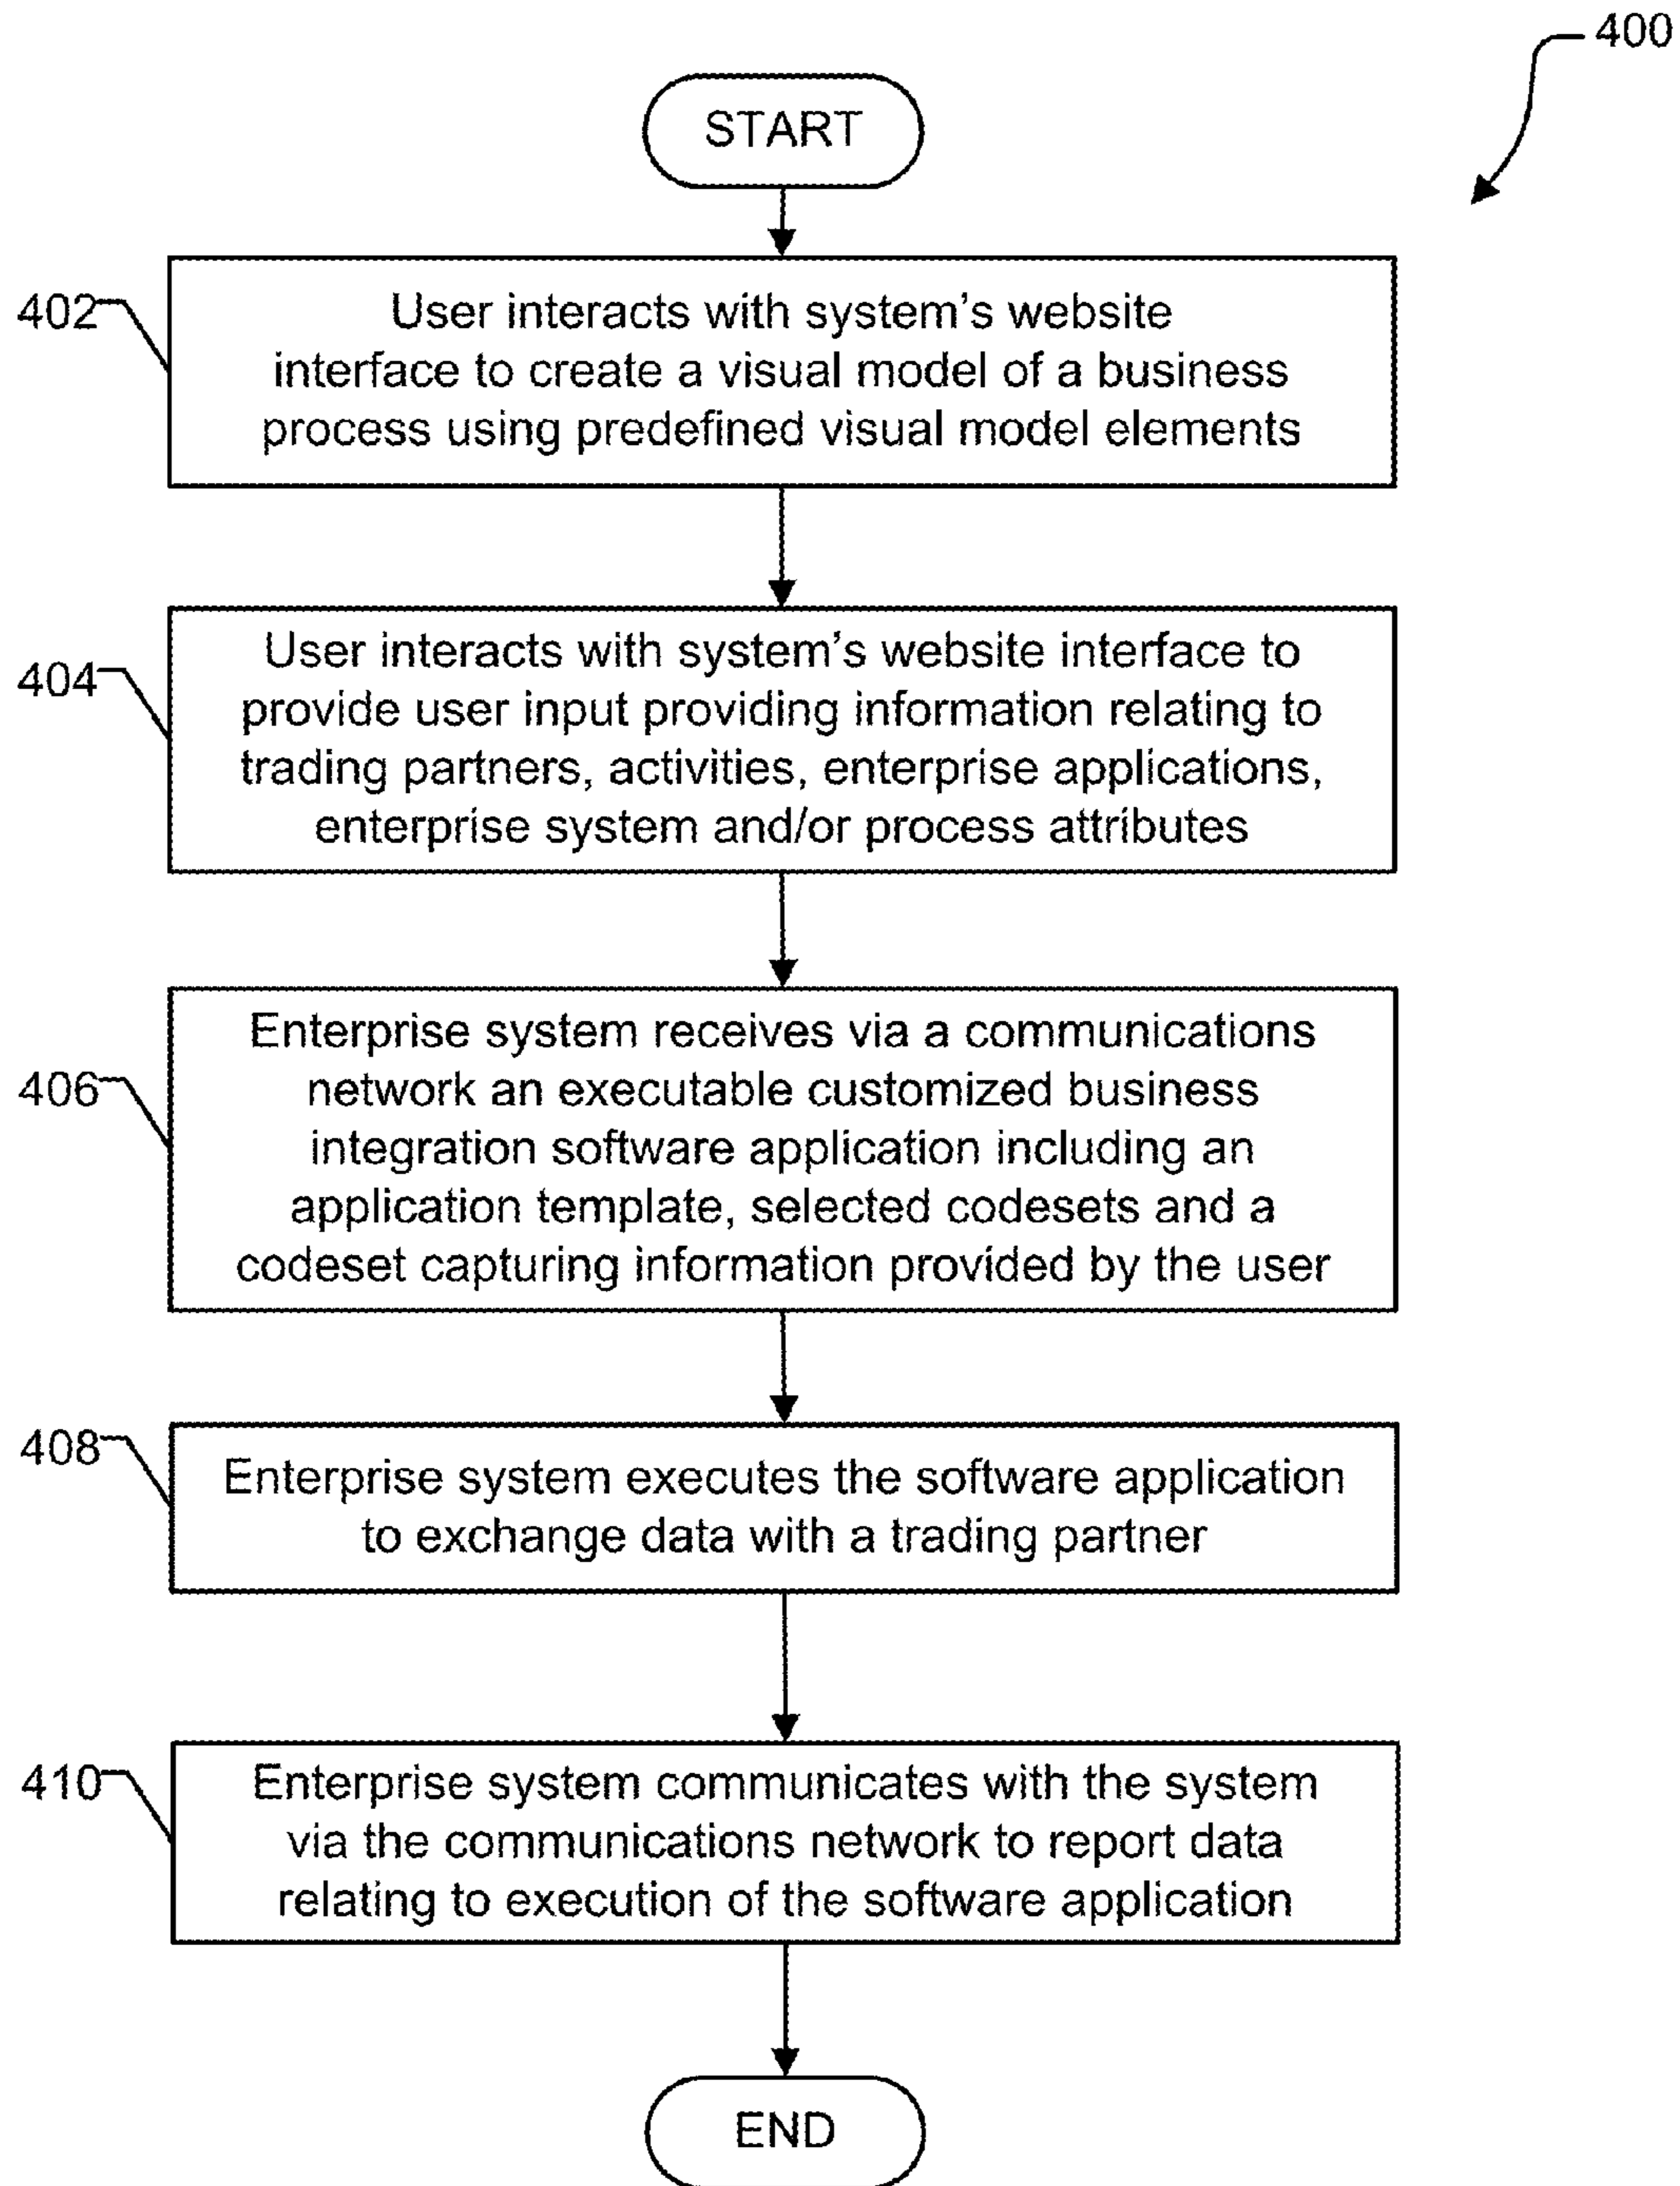 400
START
402
User interacts with system's website
interface to create a visual model of a business
process using predefined visual model elements
404
User interacts with system's website interface to
provide user input providing information relating to
trading partners, activities, enterprise applications,
enterprise system and/or process attributes
406
Enterprise system receives via a communications
network an executable customized business
integration software application including an
application template, selected codesets and a
codeset capturing information provided by the user
408
Enterprise system executes the software application
to exchange data with a trading partner
410
Enterprise system communicates with the system
via the communications network to report data
relating to execution of the software application
END